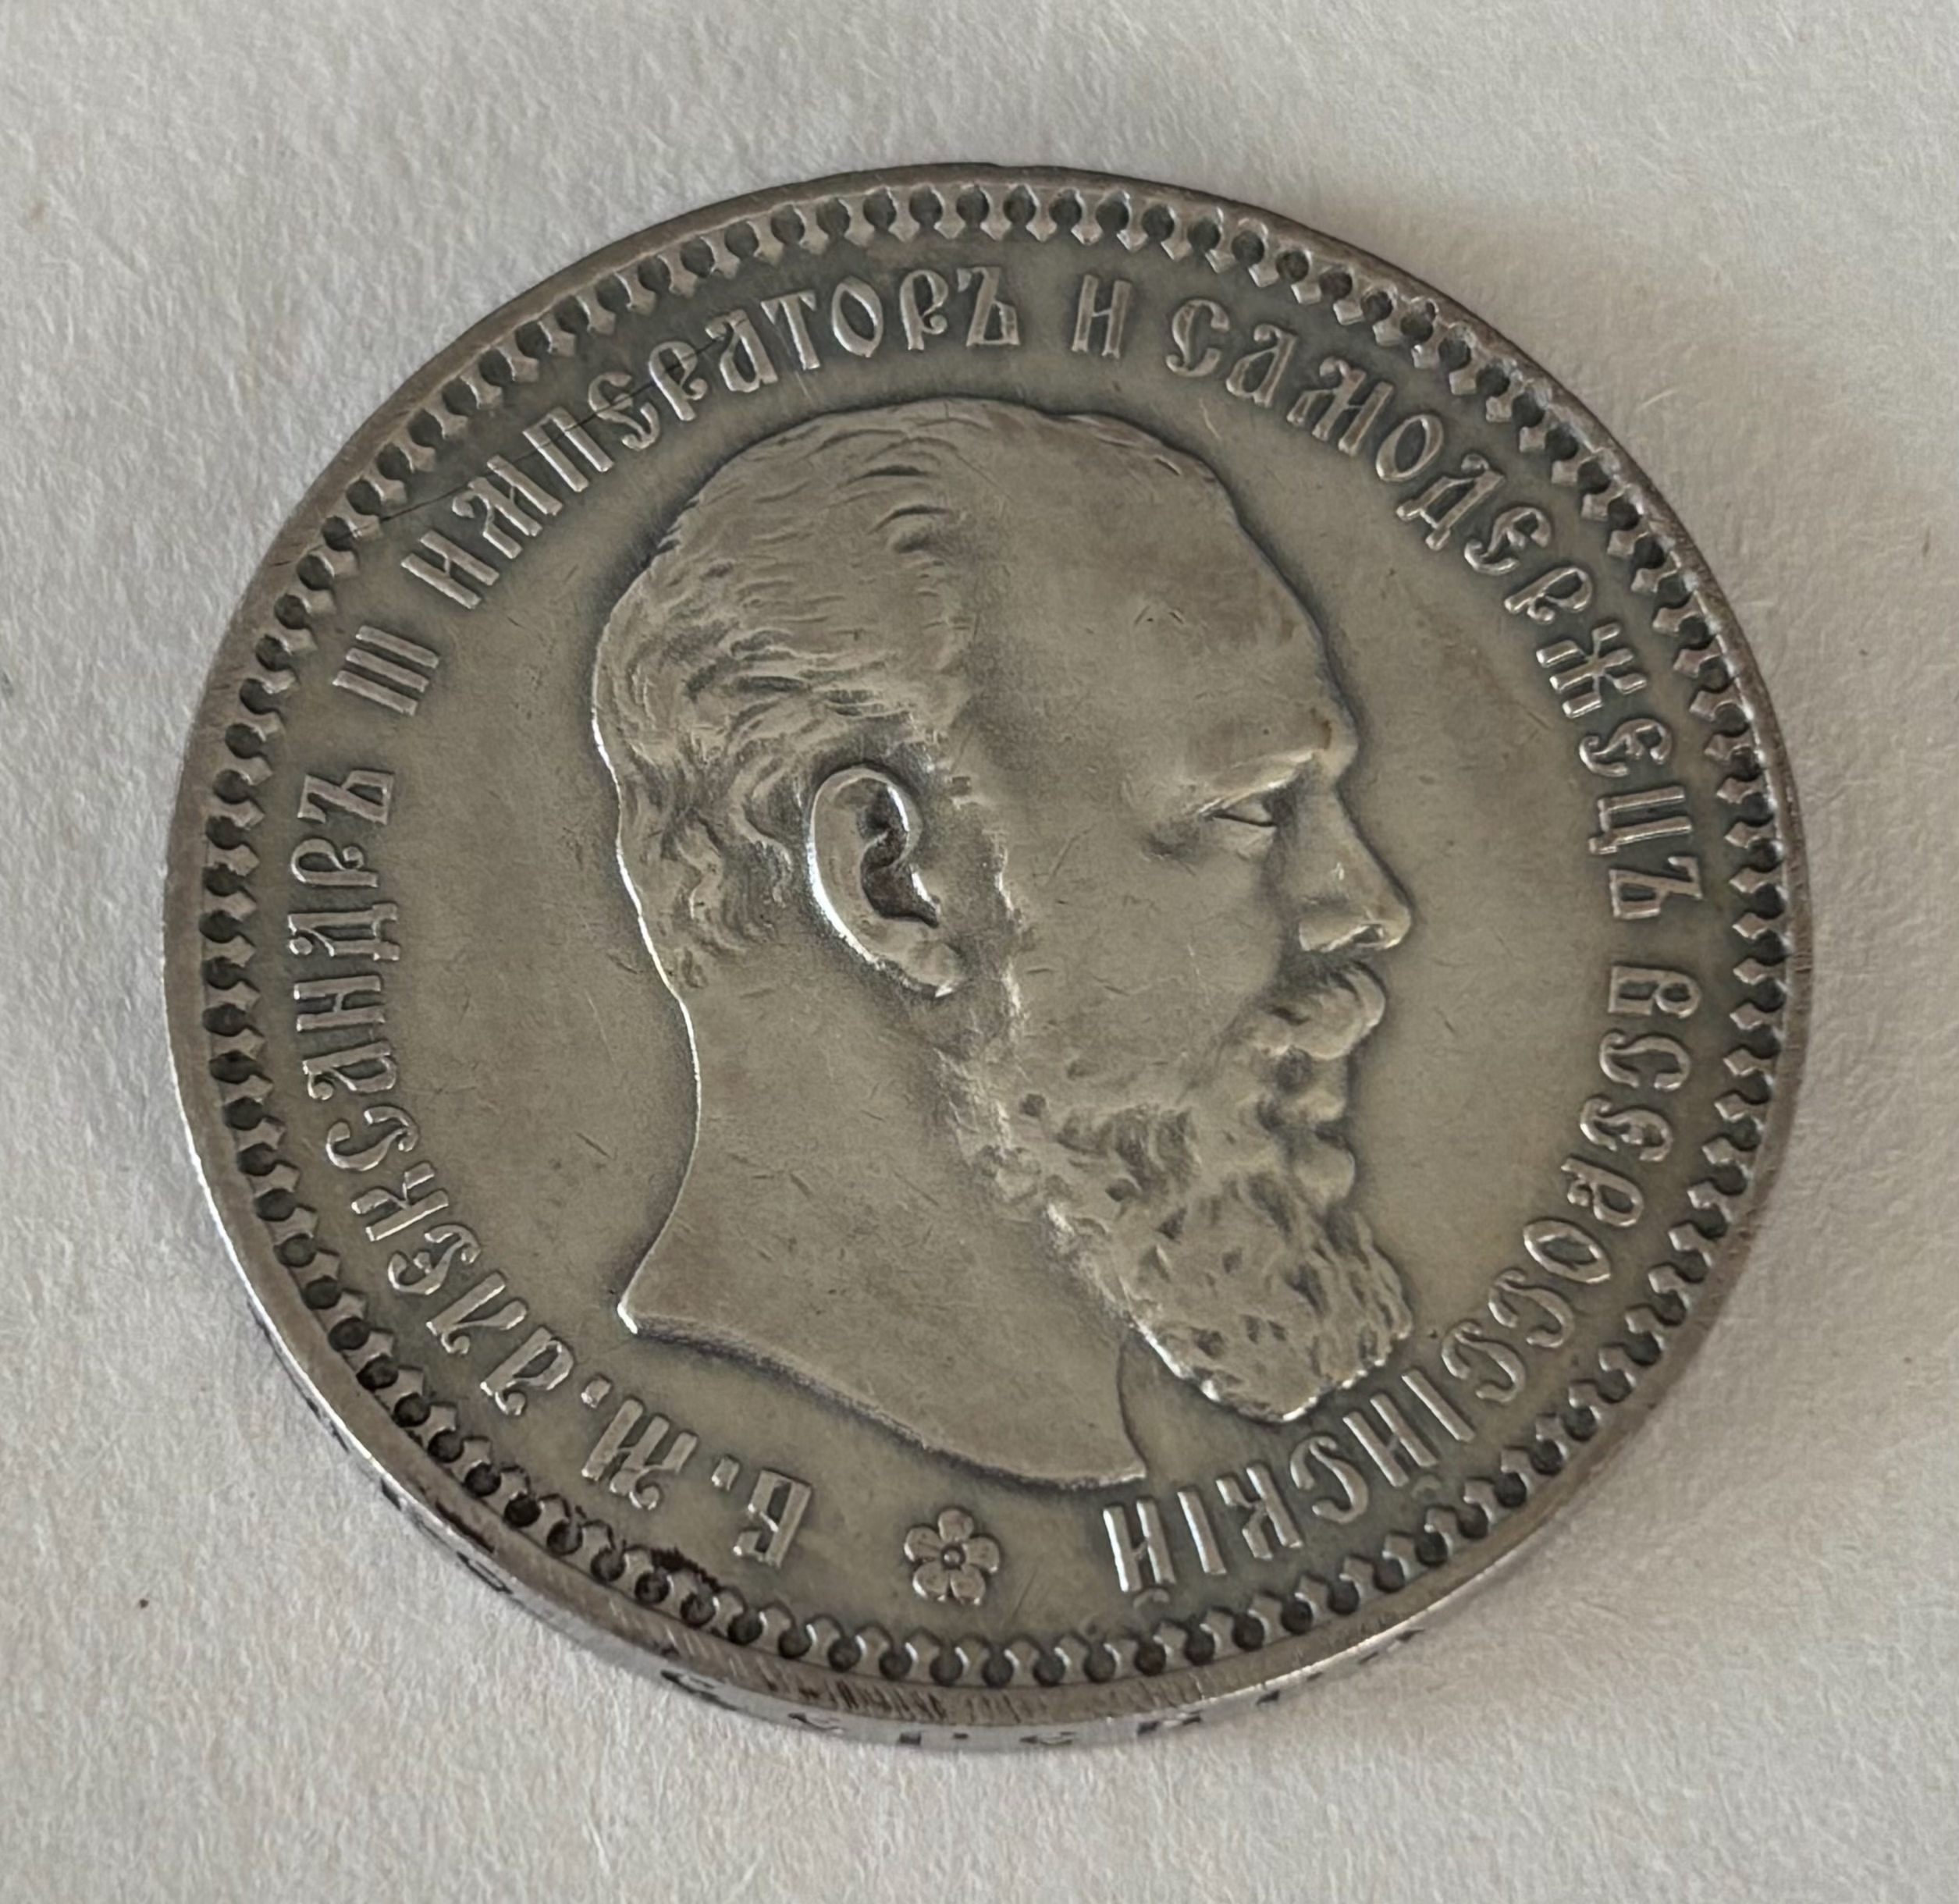 Б. М. АЛЕКСАНДРЪ III ИМПЕРАТОРЪ И САМОДЕРЖЕЦЪ ВСЕРОССІЙСКІЙ